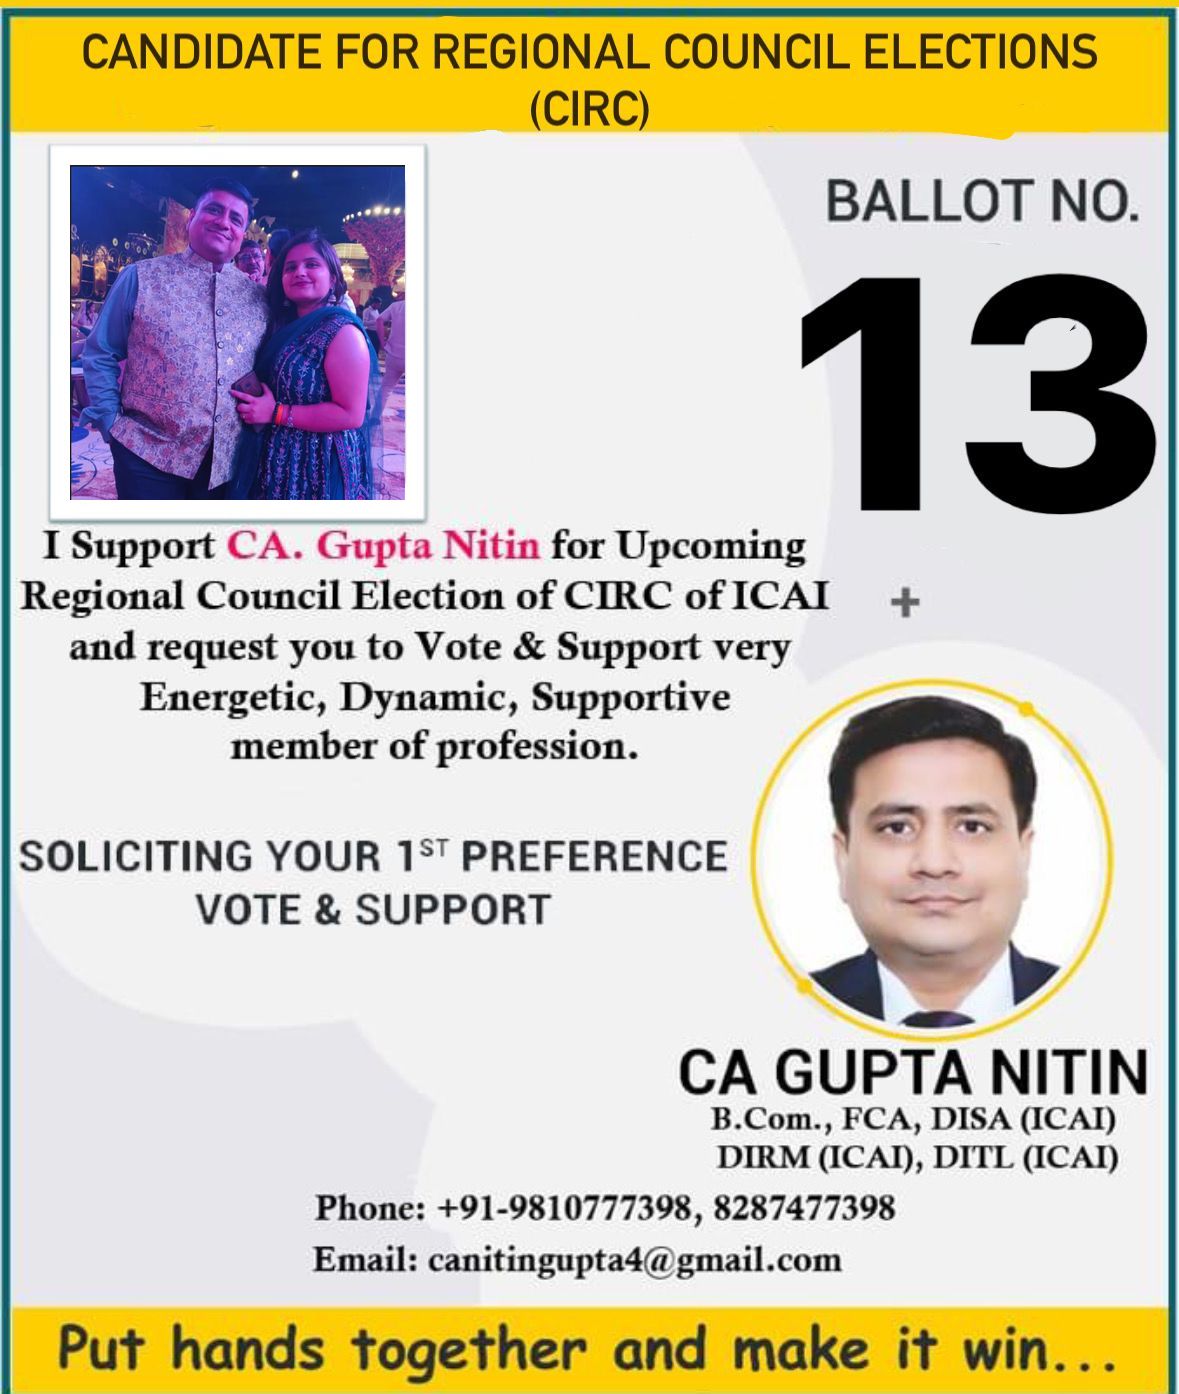 CANDIDATE FOR REGIONAL COUNCIL ELECTIONS
(CIRC)
BALLOT NO.
13
I Support CA. Gupta Nitin for Upcoming
Regional Council Election of CIRC of ICAI
and request you to Vote & Support very
Energetic, Dynamic, Supportive
member of profession.
+
SOLICITING YOUR 1ST PREFERENCE
VOTE & SUPPORT
CA GUPTA NITIN
B.Com., FCA, DISA (ICAI)
DIRM (ICAI), DITL (ICAI)
Phone: +91-9810777398, 8287477398
Email: canitingupta4@gmail.com
Put hands together and make it win...